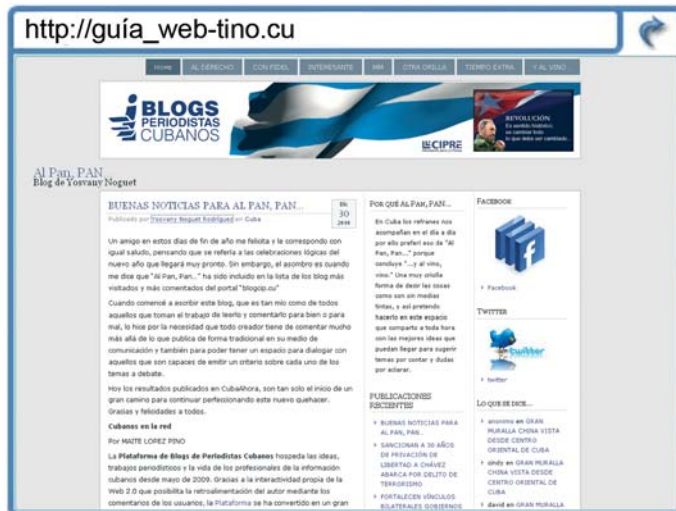 http://guía_web-tino.cu
Home AL DERECHO CON FIDEL INTERESANTE MM OTRA ORILLA TIEMPO EXTRA Y AL VINO...
BLOGS
PERIODISTAS
CUBANOS
CIPRE
REVOLUCIÓN
Es sentido histórico;
es cambiar todo
lo que debe ser cambiado...
Al Pan, PAN...
Blog de Yosvany Noguet
BUENAS NOTICIAS PARA AL PAN, PAN...
Publicado por Yosvany Noguet Rodríguez en Cuba
Dic
30
Un amigo en estos días de fin de año me felicita y le correspondo con
igual saludo, pensando que se refería a las celebraciones lógicas del
nuevo año que llegará muy pronto. Sin embargo, el asombro es cuando
me dice que "Al Pan, Pan.." ha sido incluido en la lista de los blog más
visitados y más comentados del portal "blogcip.cu"
Cuando comencé a escribir este blog, que es tan mío como de todos
aquellos que toman el trabajo de leerlo y comentarlo para bien o para
mal, lo hice por la necesidad que todo creador tiene de comentar mucho
más allá de lo que publica de forma tradicional en su medio de
comunicación y también para poder tener un espacio para dialogar con
aquellos que son capaces de emitir un criterio sobre cada uno de los
temas a debate.
Hoy los resultados publicados en CubaAhora, son tan solo el inicio de un
gran camino para continuar perfeccionando este nuevo quehacer.
Gracias y felicidades a todos.
Cubanos en la red
Por MAITE LOPEZ PINO
La Plataforma de Blogs de Periodistas Cubanos hospeda las ideas,
trabajos periodísticos y la vida de los profesionales de la información
cubanos desde mayo de 2009. Gracias a la interactividad propia de la
Web 2.0 que posibilita la retroalimentación del autor mediante los
comentarios de los usuarios, la Plataforma se ha convertido en un gran
POR QUÉ AL PAN, PAN...
En Cuba los refranes nos
acompañan en el día a día
por ello preferí eso de "Al
Pan, Pan..." porque
concluye "...y al vino,
vino." Una muy criolla
forma de decir las cosas
como son sin medias
tintas, y así pretendo
hacerlo en este espacio
que comparto a toda hora
con las mejores ideas que
puedan llegar para sugerir
temas por contar y dudas
por aclarar.
PUBLICACIONES
RECIENTES
BUENAS NOTICIAS PARA
AL PAN, PAN..
SANCIONAN A 30 AÑOS
DE PRIVACIÓN DE
LIBERTAD A CHÁVEZ
ABARCA POR DELITO DE
TERRORISMO
FORTALECEN VÍNCULOS
BILATERALES GOBIERNOS
FACEBOOK
Facebook
TWITTER
twitter
twitter
LO QUE SE DICE...
anonimo en GRAN
MURALLA CHINA VISTA
DESDE CENTRO
ORIENTAL DE CUBA
cindy en GRAN MURALLA
CHINA VISTA DESDE
CENTRO ORIENTAL DE
CUBA
david en GRAN MURALLA